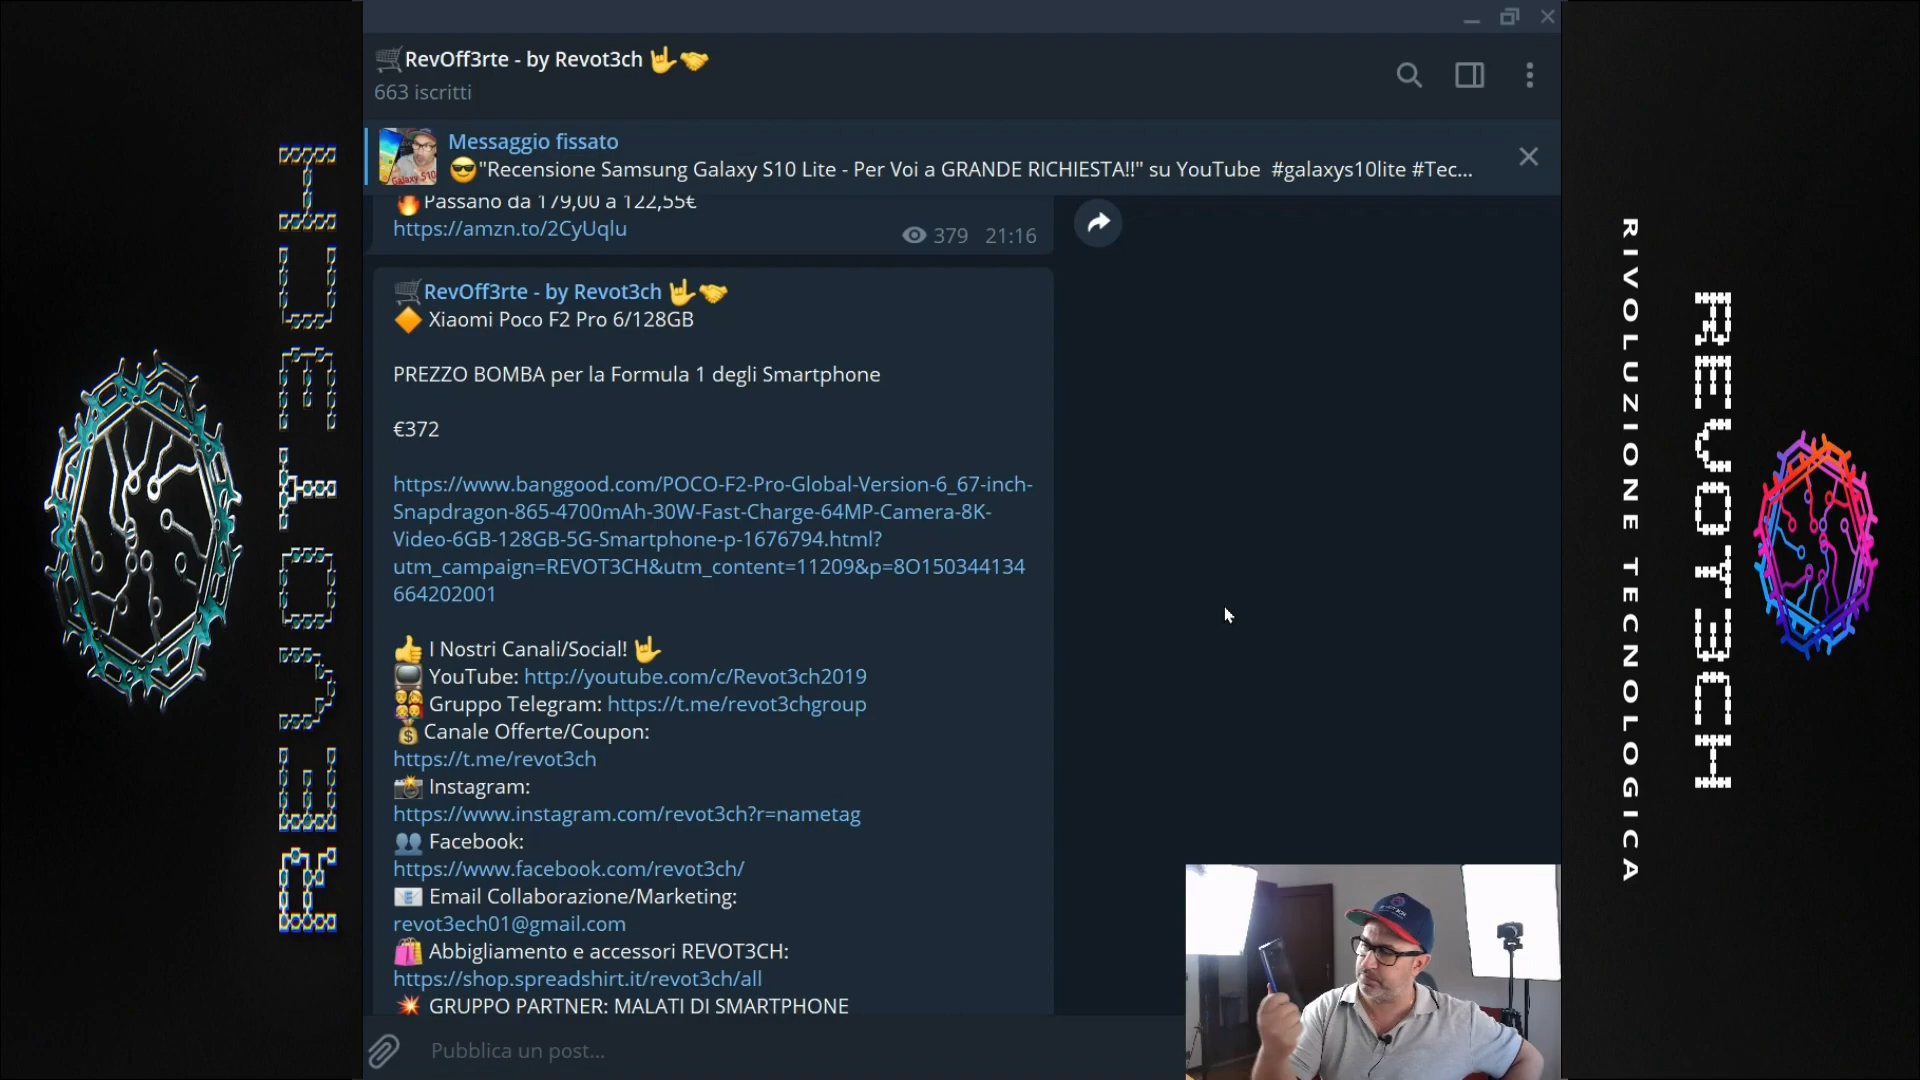 REVOT3CH
🛒RevOff3rte - by Revot3ch 🤟🤝
663 iscritti
Messaggio fissato
😎"Recensione Samsung Galaxy S10 Lite - Per Voi a GRANDE RICHIESTA!!" su YouTube #galaxys10lite #Tec...
Galaxy S10
🔥Passano da 179,00 a 122,55€
https://amzn.to/2CyUqlu
379 21:16
🛒RevOff3rte - by Revot3ch 🤟🤝
🔶 Xiaomi Poco F2 Pro 6/128GB
PREZZO BOMBA per la Formula 1 degli Smartphone
€372
https://www.banggood.com/POCO-F2-Pro-Global-Version-6_67-inch-
Snapdragon-865-4700mAh-30W-Fast-Charge-64MP-Camera-8K-
Video-6GB-128GB-5G-Smartphone-p-1676794.html?
utm_campaign=REVOT3CH&utm_content=11209&p=8O150344134
664202001
👍 I Nostri Canali/Social! 🤟
📺 YouTube: http://youtube.com/c/Revot3ch2019
👨‍👩‍👧‍👦 Gruppo Telegram: https://t.me/revot3chgroup
💰Canale Offerte/Coupon:
https://t.me/revot3ch
📸 Instagram:
https://www.instagram.com/revot3ch?r=nametag
👥 Facebook:
https://www.facebook.com/revot3ch/
📧 Email Collaborazione/Marketing:
revot3ech01@gmail.com
🛍 Abbigliamento e accessori REVOT3CH:
https://shop.spreadshirt.it/revot3ch/all
💥 GRUPPO PARTNER: MALATI DI SMARTPHONE
Pubblica un post...
RIVOLUZIONE TECNOLOGICA
REVOT3CH